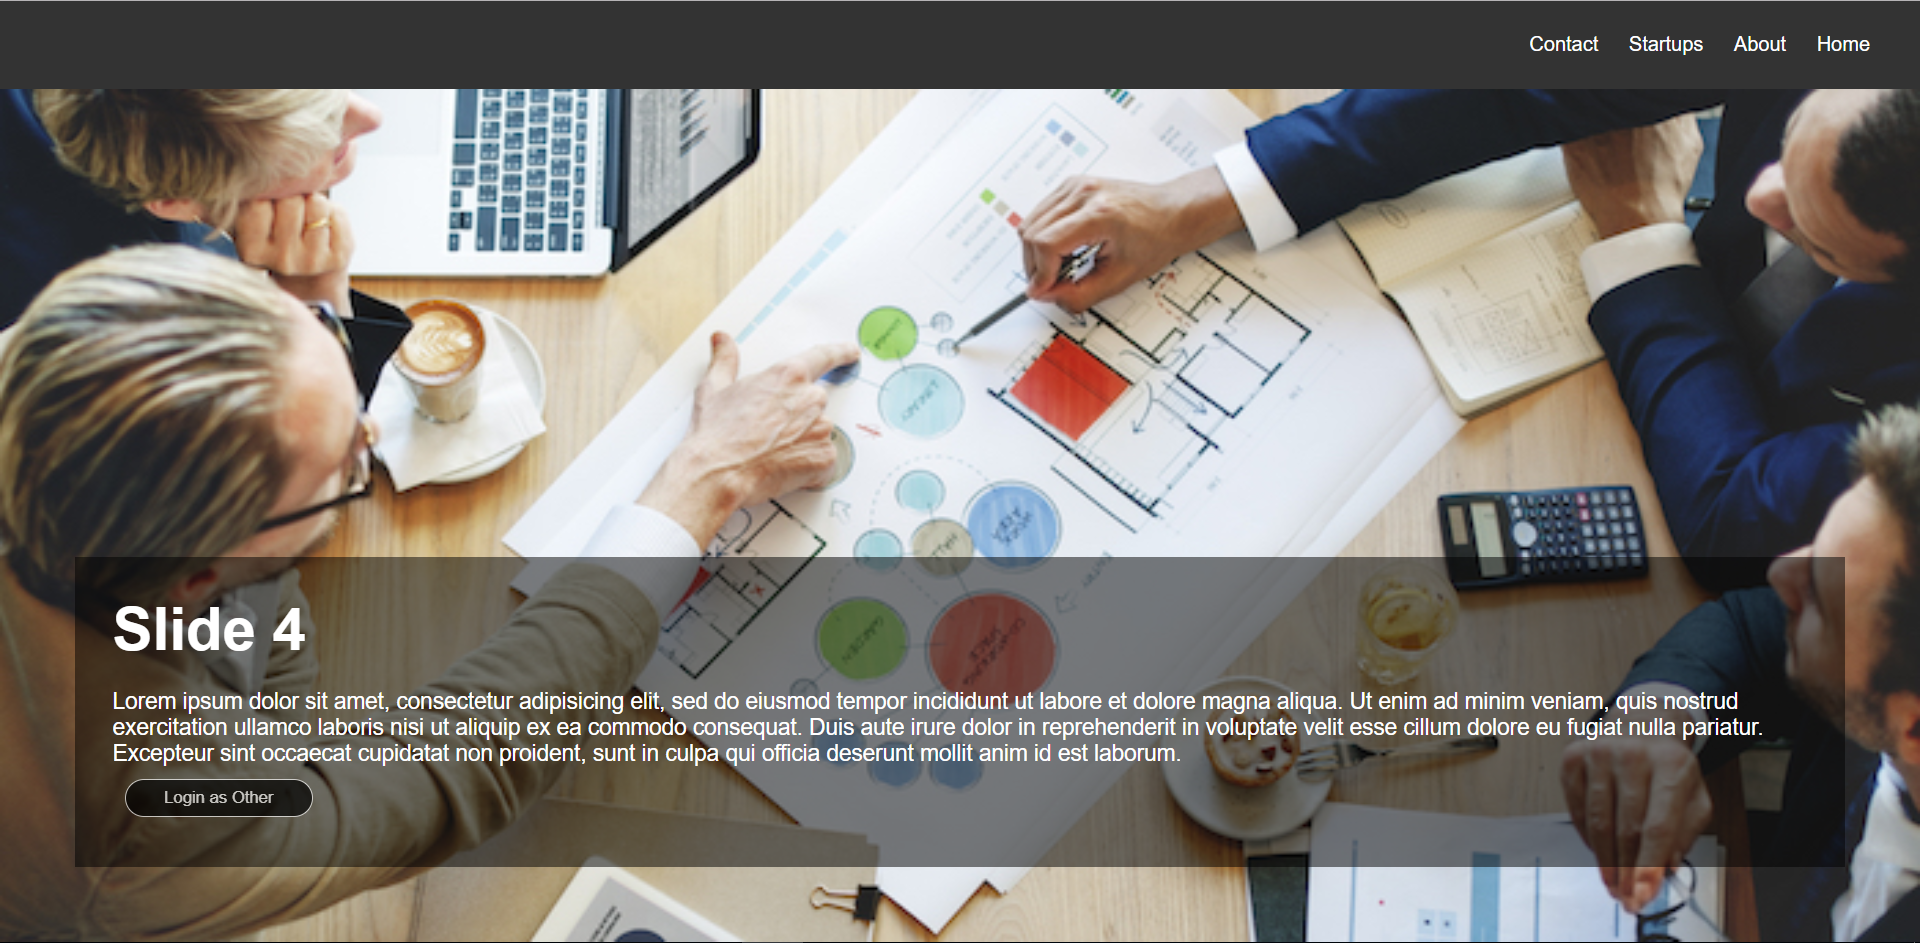 Contact Startups About Home
Slide 4
Lorem ipsum dolor sit amet, consectetur adipisicing elit, sed do eiusmod tempor incididunt ut labore et dolore magna aliqua. Ut enim ad minim veniam, quis nostrud
exercitation ullamco laboris nisi ut aliquip ex ea commodo consequat. Duis aute irure dolor in reprehenderit in voluptate velit esse cillum dolore eu fugiat nulla pariatur.
Excepteur sint occaecat cupidatat non proident, sunt in culpa qui officia deserunt mollit anim id est laborum.
Login as Other